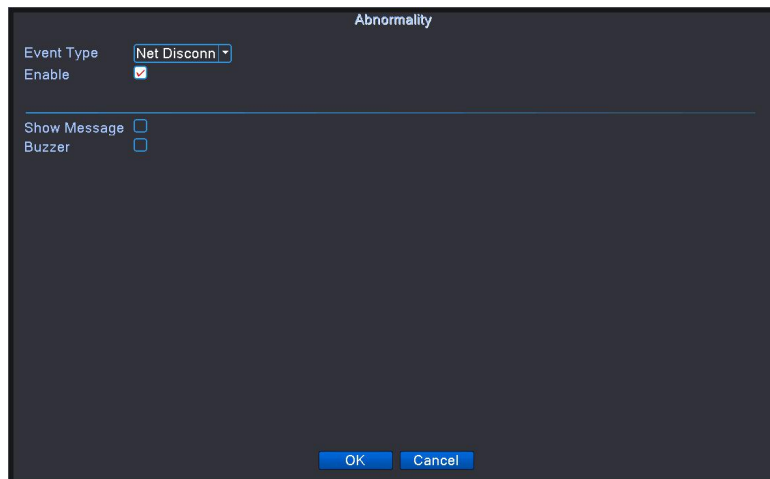 Abnormality
Event Type Net Disconn
Enable
Show Message
Buzzer
OK Cancel